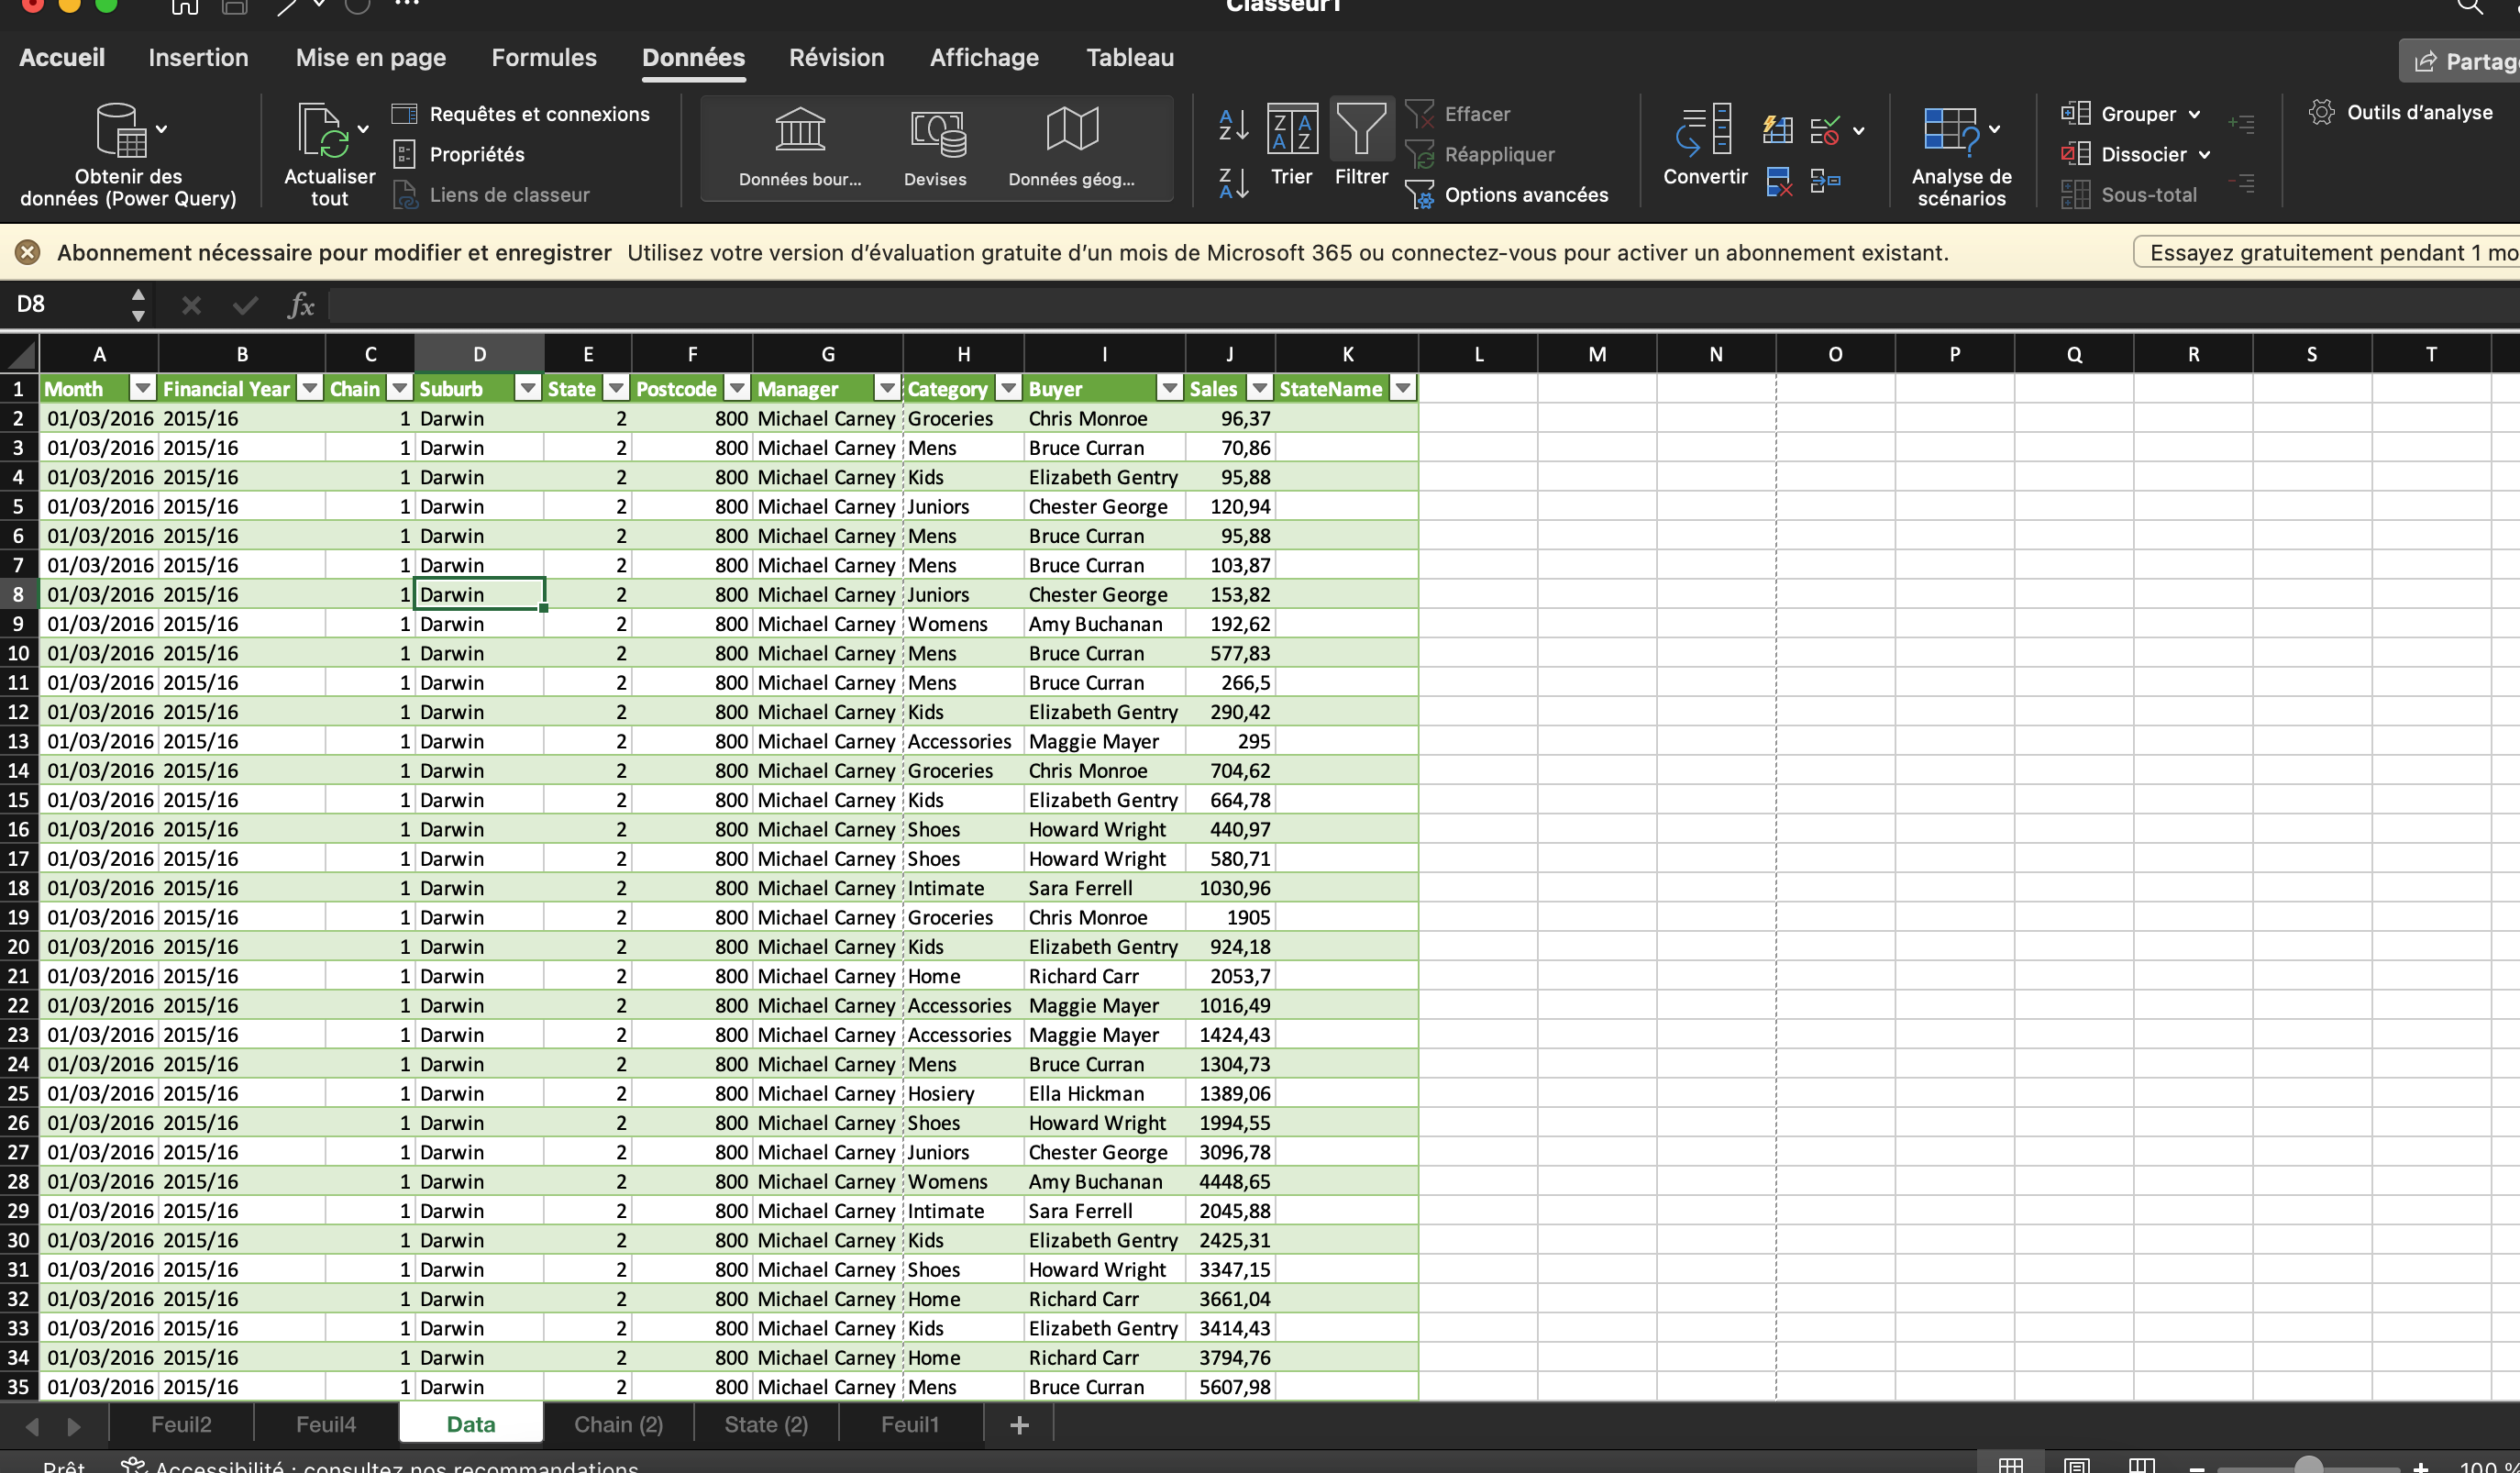 Classeur1
Accueil Insertion Mise en page Formules Données Révision Affichage Tableau Partag
Obtenir des données (Power Query)
Actualiser tout
Requêtes et connexions
Propriétés
Liens de classeur
Données bour... Devises Données géog...
Trier Filtrer
Effacer
Réappliquer
Options avancées
Convertir
Analyse de scénarios
Grouper
Dissocier
Sous-total
Outils d'analyse
Abonnement nécessaire pour modifier et enregistrer Utilisez votre version d'évaluation gratuite d'un mois de Microsoft 365 ou connectez-vous pour activer un abonnement existant. Essayez gratuitement pendant 1 mo
D8 fx
A B C D E F G H I J K L M N O P Q R S T
1 Month Financial Year Chain Suburb State Postcode Manager Category Buyer Sales StateName
2 01/03/2016 2015/16 1 Darwin 2 800 Michael Carney Groceries Chris Monroe 96,37
3 01/03/2016 2015/16 1 Darwin 2 800 Michael Carney Mens Bruce Curran 70,86
4 01/03/2016 2015/16 1 Darwin 2 800 Michael Carney Kids Elizabeth Gentry 95,88
5 01/03/2016 2015/16 1 Darwin 2 800 Michael Carney Juniors Chester George 120,94
6 01/03/2016 2015/16 1 Darwin 2 800 Michael Carney Mens Bruce Curran 95,88
7 01/03/2016 2015/16 1 Darwin 2 800 Michael Carney Mens Bruce Curran 103,87
8 01/03/2016 2015/16 1 Darwin 2 800 Michael Carney Juniors Chester George 153,82
9 01/03/2016 2015/16 1 Darwin 2 800 Michael Carney Womens Amy Buchanan 192,62
10 01/03/2016 2015/16 1 Darwin 2 800 Michael Carney Mens Bruce Curran 577,83
11 01/03/2016 2015/16 1 Darwin 2 800 Michael Carney Mens Bruce Curran 266,5
12 01/03/2016 2015/16 1 Darwin 2 800 Michael Carney Kids Elizabeth Gentry 290,42
13 01/03/2016 2015/16 1 Darwin 2 800 Michael Carney Accessories Maggie Mayer 295
14 01/03/2016 2015/16 1 Darwin 2 800 Michael Carney Groceries Chris Monroe 704,62
15 01/03/2016 2015/16 1 Darwin 2 800 Michael Carney Kids Elizabeth Gentry 664,78
16 01/03/2016 2015/16 1 Darwin 2 800 Michael Carney Shoes Howard Wright 440,97
17 01/03/2016 2015/16 1 Darwin 2 800 Michael Carney Shoes Howard Wright 580,71
18 01/03/2016 2015/16 1 Darwin 2 800 Michael Carney Intimate Sara Ferrell 1030,96
19 01/03/2016 2015/16 1 Darwin 2 800 Michael Carney Groceries Chris Monroe 1905
20 01/03/2016 2015/16 1 Darwin 2 800 Michael Carney Kids Elizabeth Gentry 924,18
21 01/03/2016 2015/16 1 Darwin 2 800 Michael Carney Home Richard Carr 2053,7
22 01/03/2016 2015/16 1 Darwin 2 800 Michael Carney Accessories Maggie Mayer 1016,49
23 01/03/2016 2015/16 1 Darwin 2 800 Michael Carney Accessories Maggie Mayer 1424,43
24 01/03/2016 2015/16 1 Darwin 2 800 Michael Carney Mens Bruce Curran 1304,73
25 01/03/2016 2015/16 1 Darwin 2 800 Michael Carney Hosiery Ella Hickman 1389,06
26 01/03/2016 2015/16 1 Darwin 2 800 Michael Carney Shoes Howard Wright 1994,55
27 01/03/2016 2015/16 1 Darwin 2 800 Michael Carney Juniors Chester George 3096,78
28 01/03/2016 2015/16 1 Darwin 2 800 Michael Carney Womens Amy Buchanan 4448,65
29 01/03/2016 2015/16 1 Darwin 2 800 Michael Carney Intimate Sara Ferrell 2045,88
30 01/03/2016 2015/16 1 Darwin 2 800 Michael Carney Kids Elizabeth Gentry 2425,31
31 01/03/2016 2015/16 1 Darwin 2 800 Michael Carney Shoes Howard Wright 3347,15
32 01/03/2016 2015/16 1 Darwin 2 800 Michael Carney Home Richard Carr 3661,04
33 01/03/2016 2015/16 1 Darwin 2 800 Michael Carney Kids Elizabeth Gentry 3414,43
34 01/03/2016 2015/16 1 Darwin 2 800 Michael Carney Home Richard Carr 3794,76
35 01/03/2016 2015/16 1 Darwin 2 800 Michael Carney Mens Bruce Curran 5607,98
Feuil2 Feuil4 Data Chain (2) State (2) Feuil1 +
Prêt Accessibilité : consultez nos recommandations 100 %